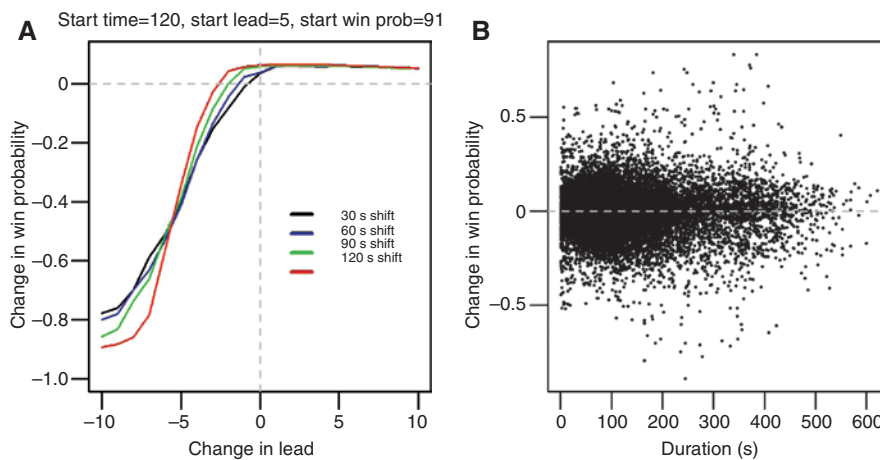 Start time=120, start lead=5, start win prob=91
A
B
Change in win probability
0
−0.2
−0.4
−0.6
−0.8
−1.0
−10
−5
0
5
10
Change in lead
30 s shift
60 s shift
90 s shift
120 s shift
Change in win probability
0.5
0
−0.5
0
100
200
300
400
500
600
Duration (s)